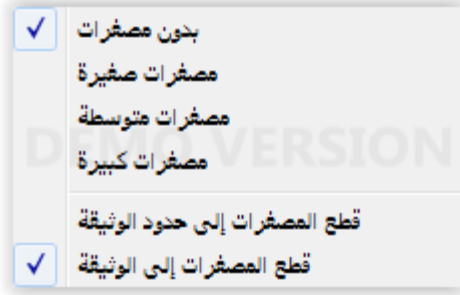 بدون مصغرات
مصغرات صغيرة
مصغرات متوسطة
DEMO VERSION
مصغرات كبيرة
قطع المصغرات إلى حدود الوثيقة
قطع المصغرات إلى الوثيقة